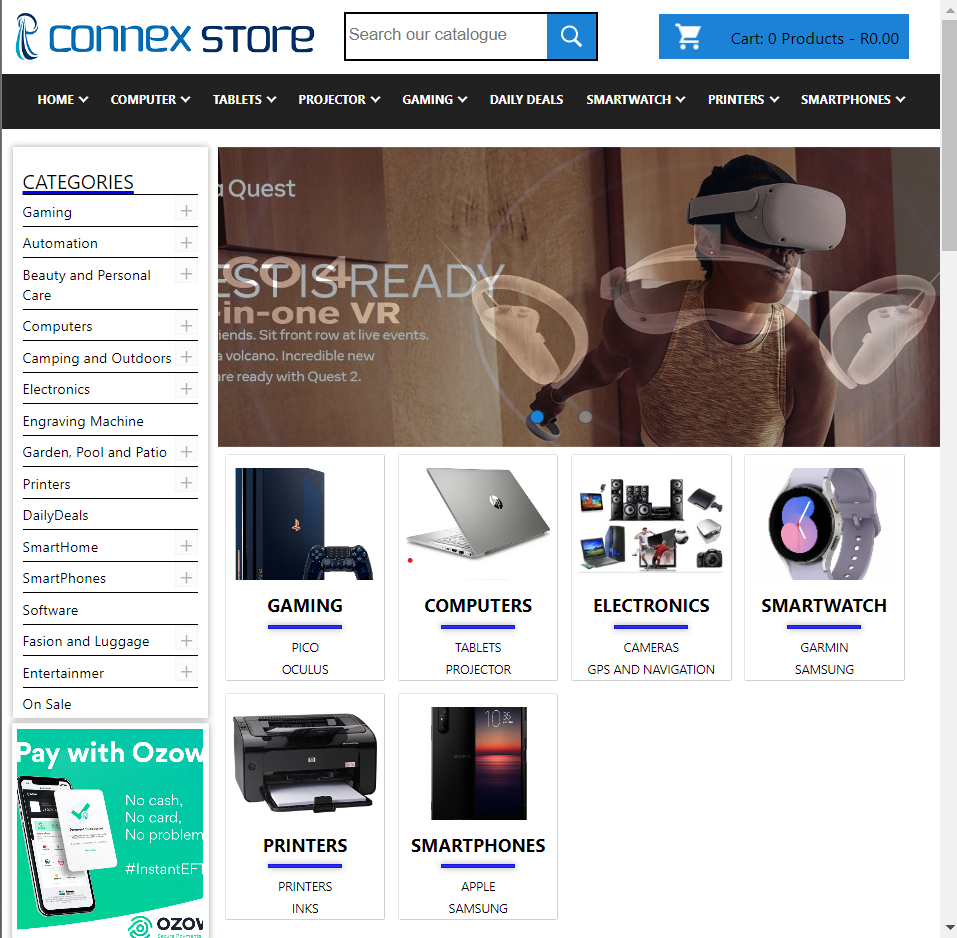 connex STORE
Search our catalogue
Cart: 0 Products - R0.00
HOME COMPUTER TABLETS PROJECTOR GAMING DAILY DEALS SMARTWATCH PRINTERS SMARTPHONES
CATEGORIES
Gaming
Automation
Beauty and Personal
Care
Computers
Camping and Outdoors
Electronics
Engraving Machine
Garden, Pool and Patio
Printers
DailyDeals
SmartHome
SmartPhones
Software
Fasion and Luggage
Entertainmer
On Sale
Pay with Ozow
No cash,
No card,
No problem
#InstantEFT
OZOW
Secure Payments
a Quest
EST IS READY
-in-one VR
iends. Sit front row at live events.
a volcano. Incredible new
are ready with Quest 2.
GAMING
PICO
OCULUS
COMPUTERS
TABLETS
PROJECTOR
ELECTRONICS
CAMERAS
GPS AND NAVIGATION
SMARTWATCH
GARMIN
SAMSUNG
PRINTERS
PRINTERS
INKS
SMARTPHONES
APPLE
SAMSUNG